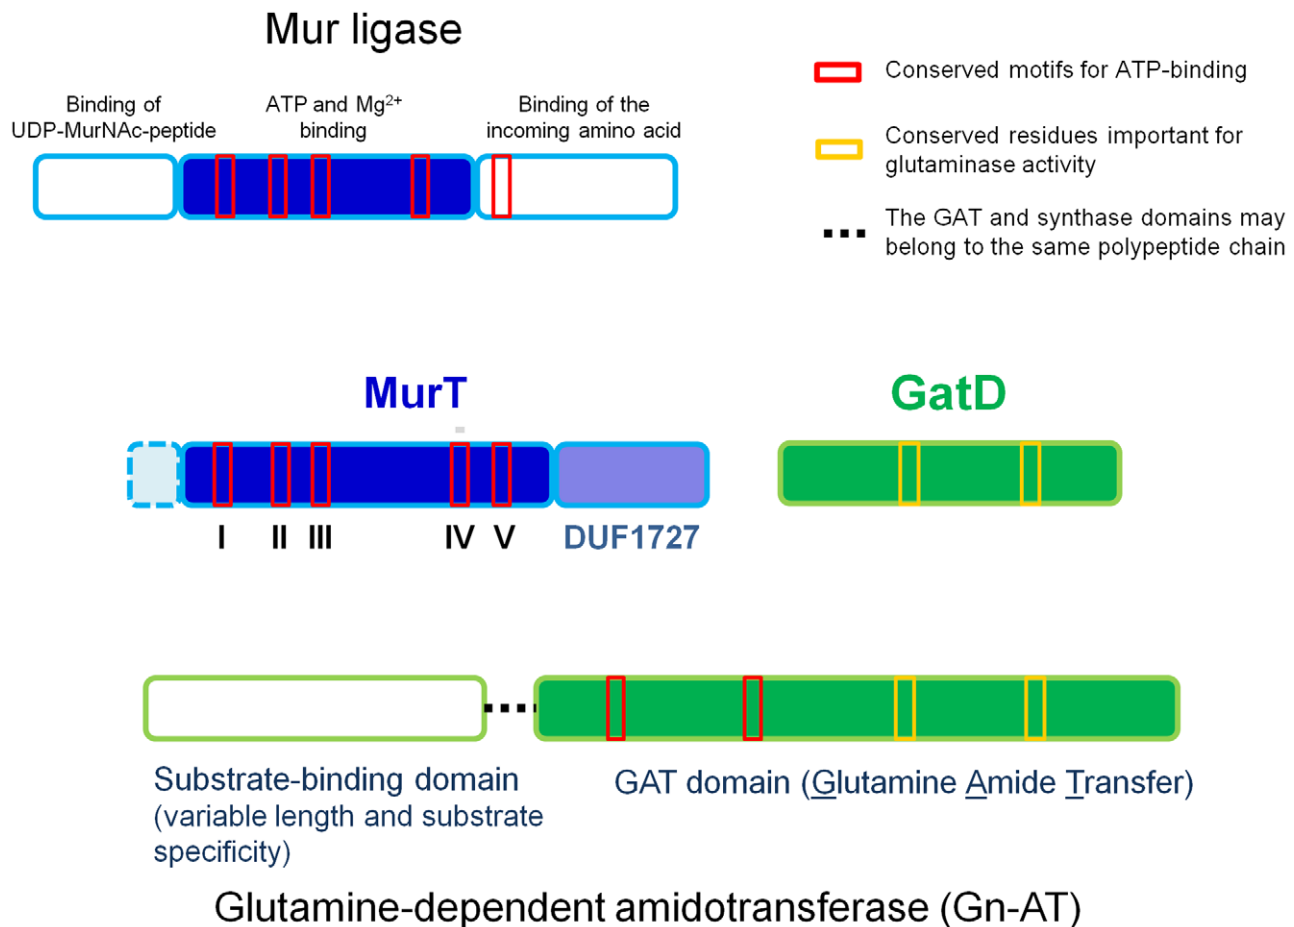 Mur ligase
Binding of
UDP-MurNAc-peptide
ATP and Mg2+
binding
Binding of the
incoming amino acid
Conserved motifs for ATP-binding
Conserved residues important for
glutaminase activity
The GAT and synthase domains may
belong to the same polypeptide chain
MurT
GatD
I II III IV V DUF1727
Substrate-binding domain
(variable length and substrate
specificity)
GAT domain (Glutamine Amide Transfer)
Glutamine-dependent amidotransferase (Gn-AT)